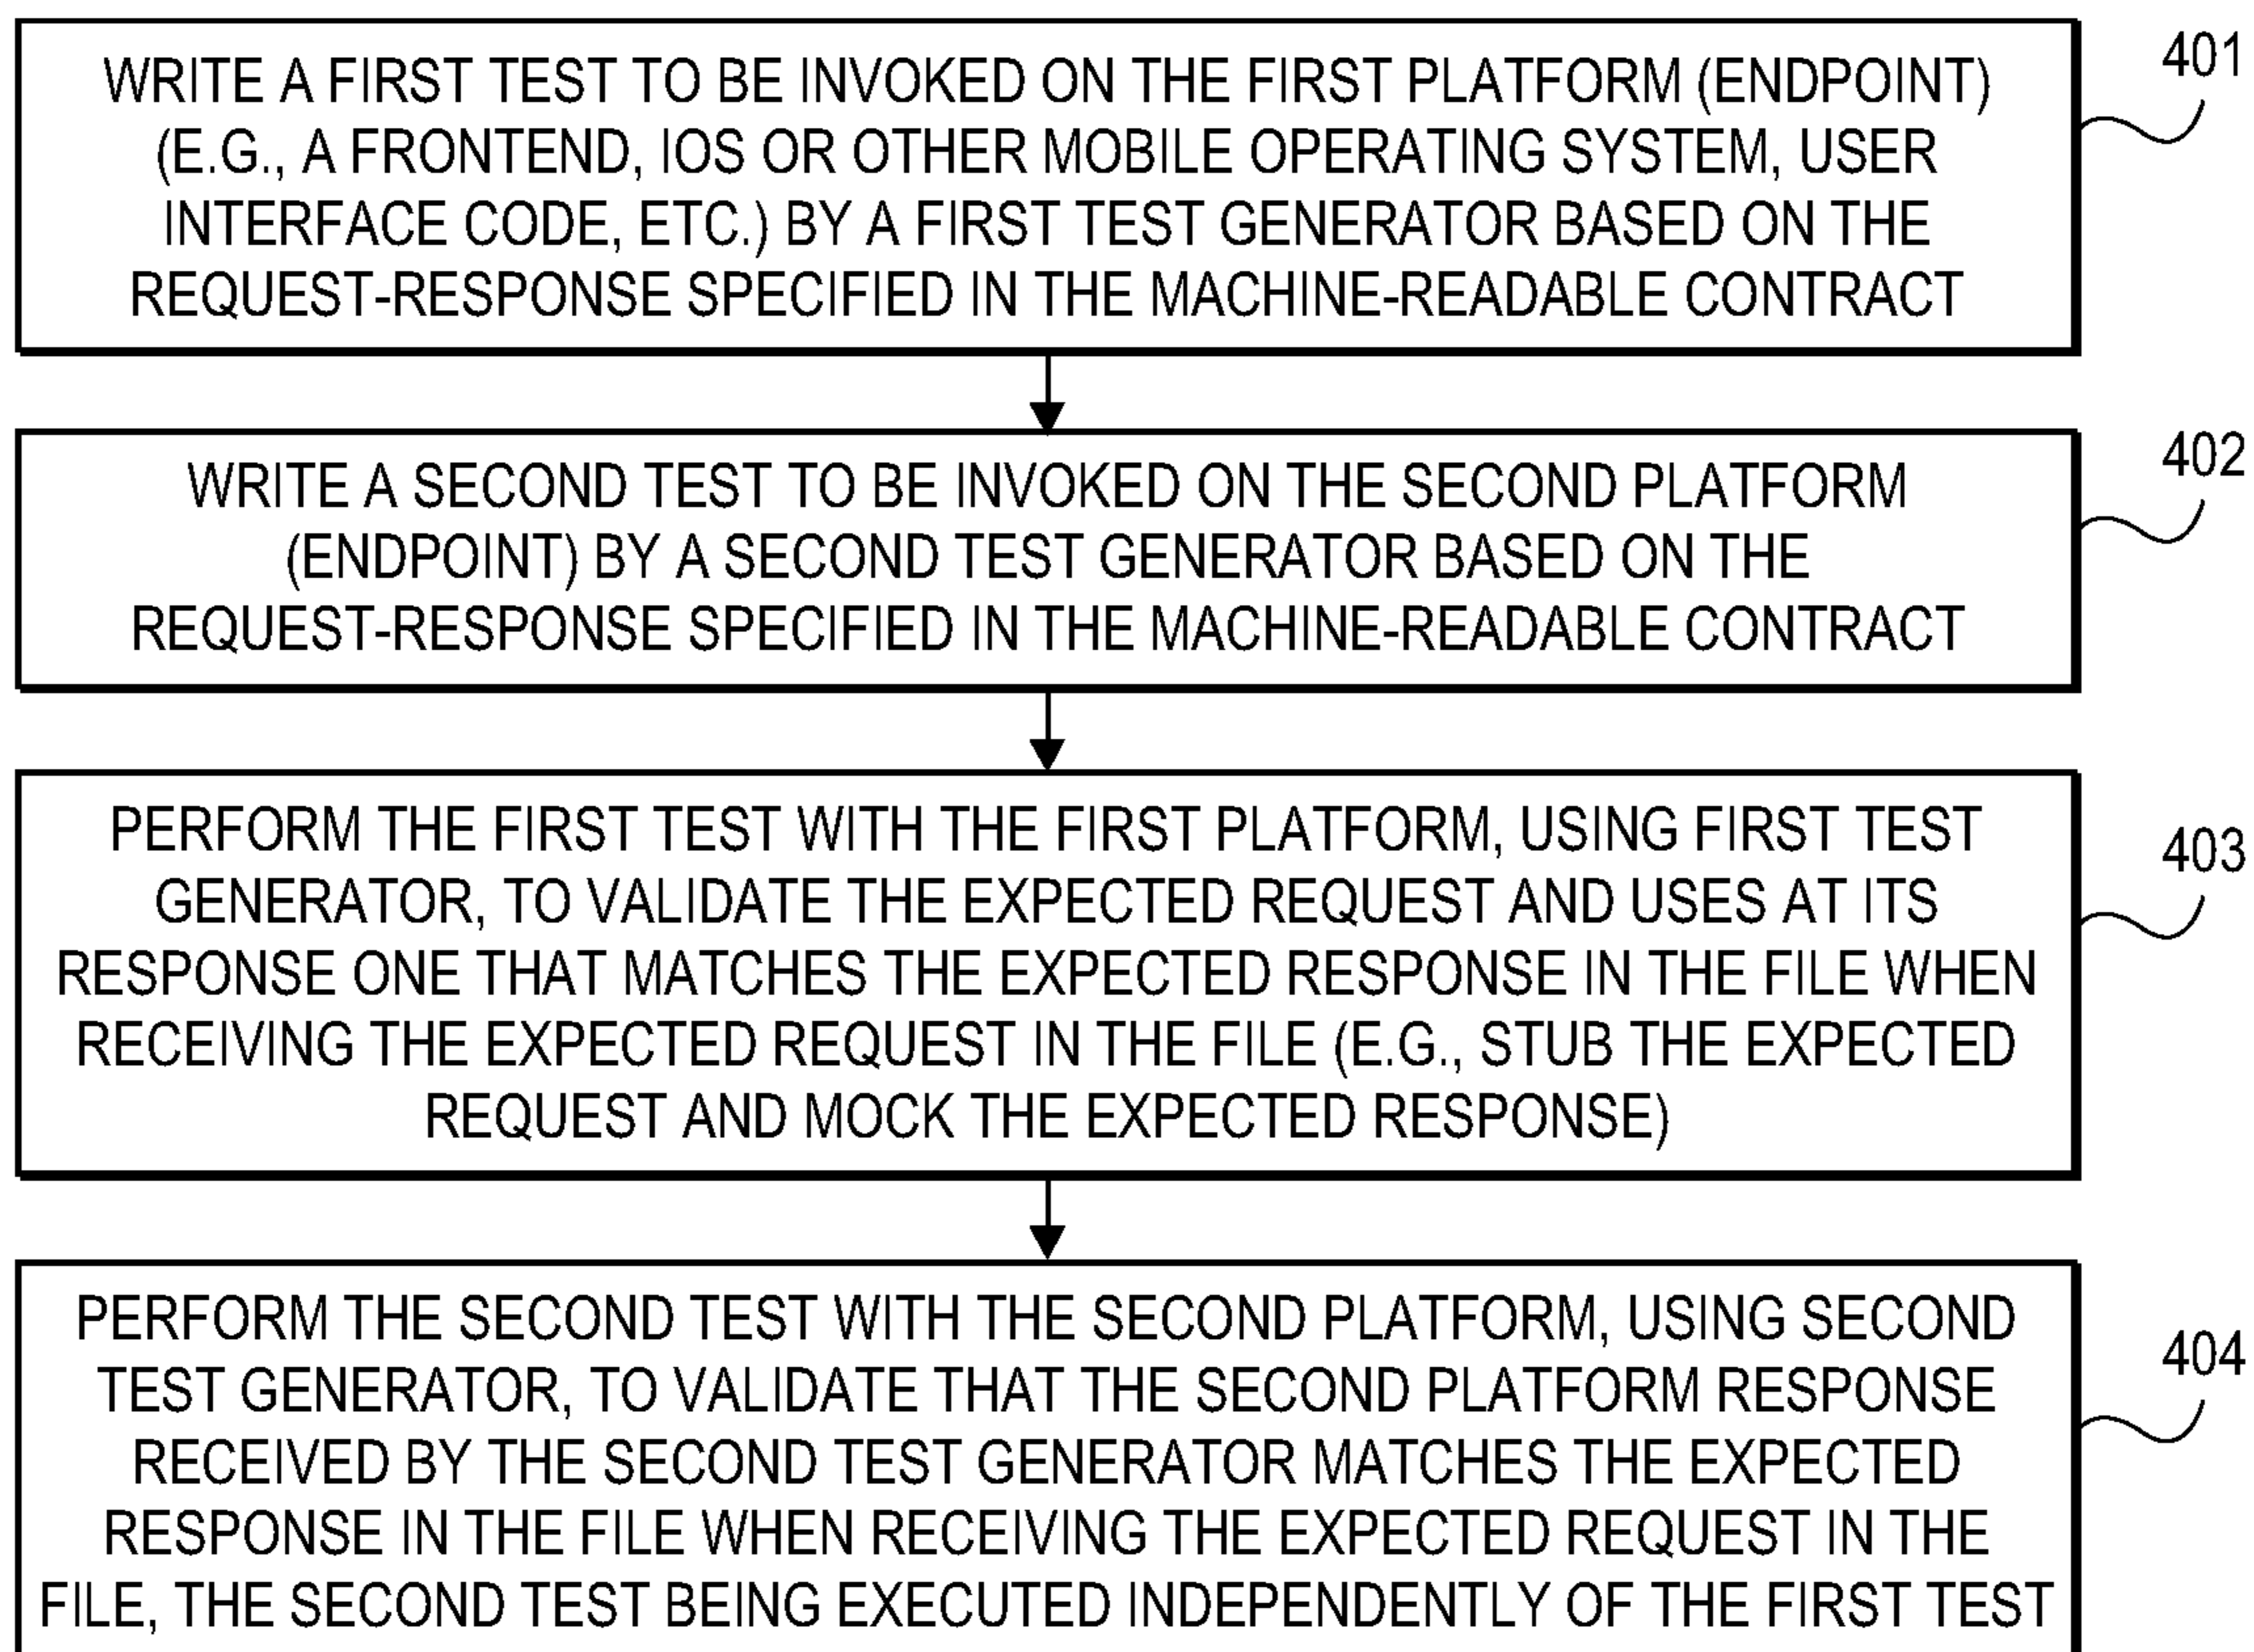 WRITE A FIRST TEST TO BE INVOKED ON THE FIRST PLATFORM (ENDPOINT)
(E.G., A FRONTEND, IOS OR OTHER MOBILE OPERATING SYSTEM, USER
INTERFACE CODE, ETC.) BY A FIRST TEST GENERATOR BASED ON THE
REQUEST-RESPONSE SPECIFIED IN THE MACHINE-READABLE CONTRACT
401
WRITE A SECOND TEST TO BE INVOKED ON THE SECOND PLATFORM
(ENDPOINT) BY A SECOND TEST GENERATOR BASED ON THE
REQUEST-RESPONSE SPECIFIED IN THE MACHINE-READABLE CONTRACT
402
PERFORM THE FIRST TEST WITH THE FIRST PLATFORM, USING FIRST TEST
GENERATOR, TO VALIDATE THE EXPECTED REQUEST AND USES AT ITS
RESPONSE ONE THAT MATCHES THE EXPECTED RESPONSE IN THE FILE WHEN
RECEIVING THE EXPECTED REQUEST IN THE FILE (E.G., STUB THE EXPECTED
REQUEST AND MOCK THE EXPECTED RESPONSE)
403
PERFORM THE SECOND TEST WITH THE SECOND PLATFORM, USING SECOND
TEST GENERATOR, TO VALIDATE THAT THE SECOND PLATFORM RESPONSE
RECEIVED BY THE SECOND TEST GENERATOR MATCHES THE EXPECTED
RESPONSE IN THE FILE WHEN RECEIVING THE EXPECTED REQUEST IN THE
FILE, THE SECOND TEST BEING EXECUTED INDEPENDENTLY OF THE FIRST TEST
404